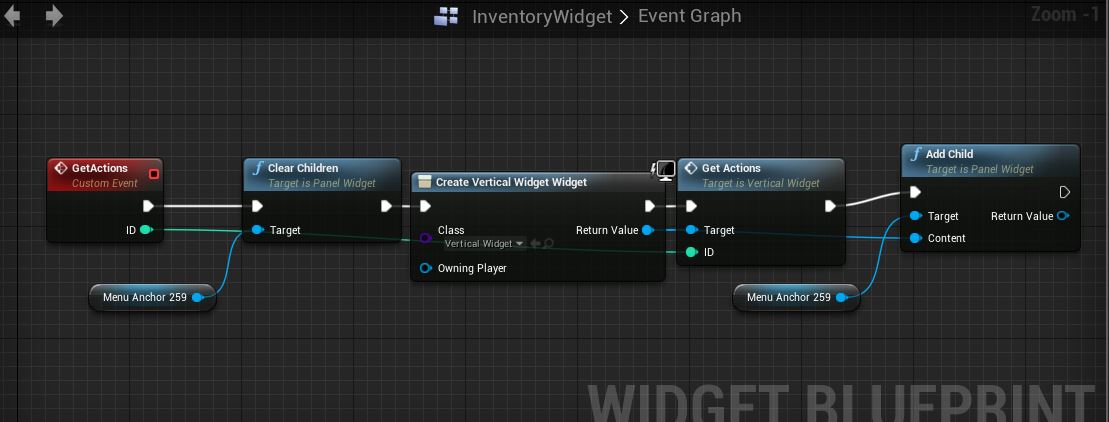 InventoryWidget > Event Graph
Zoom -1
GetActions
Custom Event
ID
Menu Anchor 259
Clear Children
Target is Panel Widget
Target
Create Vertical Widget Widget
Class
Vertical Widget
Return Value
Owning Player
Get Actions
Target is Vertical Widget
Target
ID
Menu Anchor 259
Add Child
Target is Panel Widget
Target
Return Value
Content
WIDGET BLUEPRINT